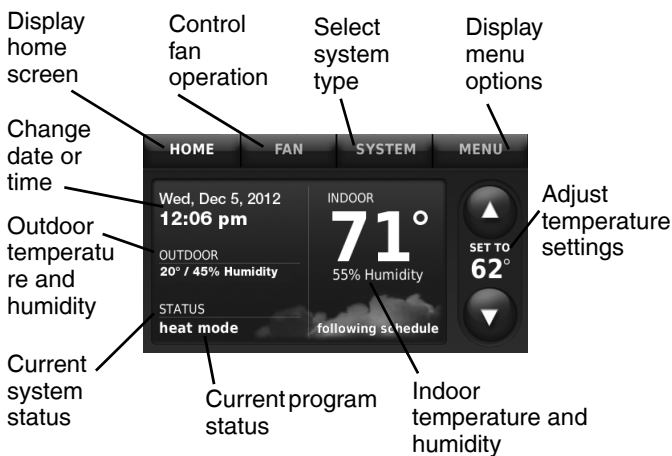 Display
home
screen
Control
fan
operation
Select
system
type
Display
menu
options
Change
date or
time
Outdoor
temperatu
re and
humidity
Current
system
status
HOME
FAN
SYSTEM
MENU
Wed, Dec 5, 2012
12:06 pm
OUTDOOR
20° / 45% Humidity
STATUS
heat mode
INDOOR
71°
55% Humidity
following schedule
SET TO
62°
Adjust
temperature
settings
Current program
status
Indoor
temperature and
humidity